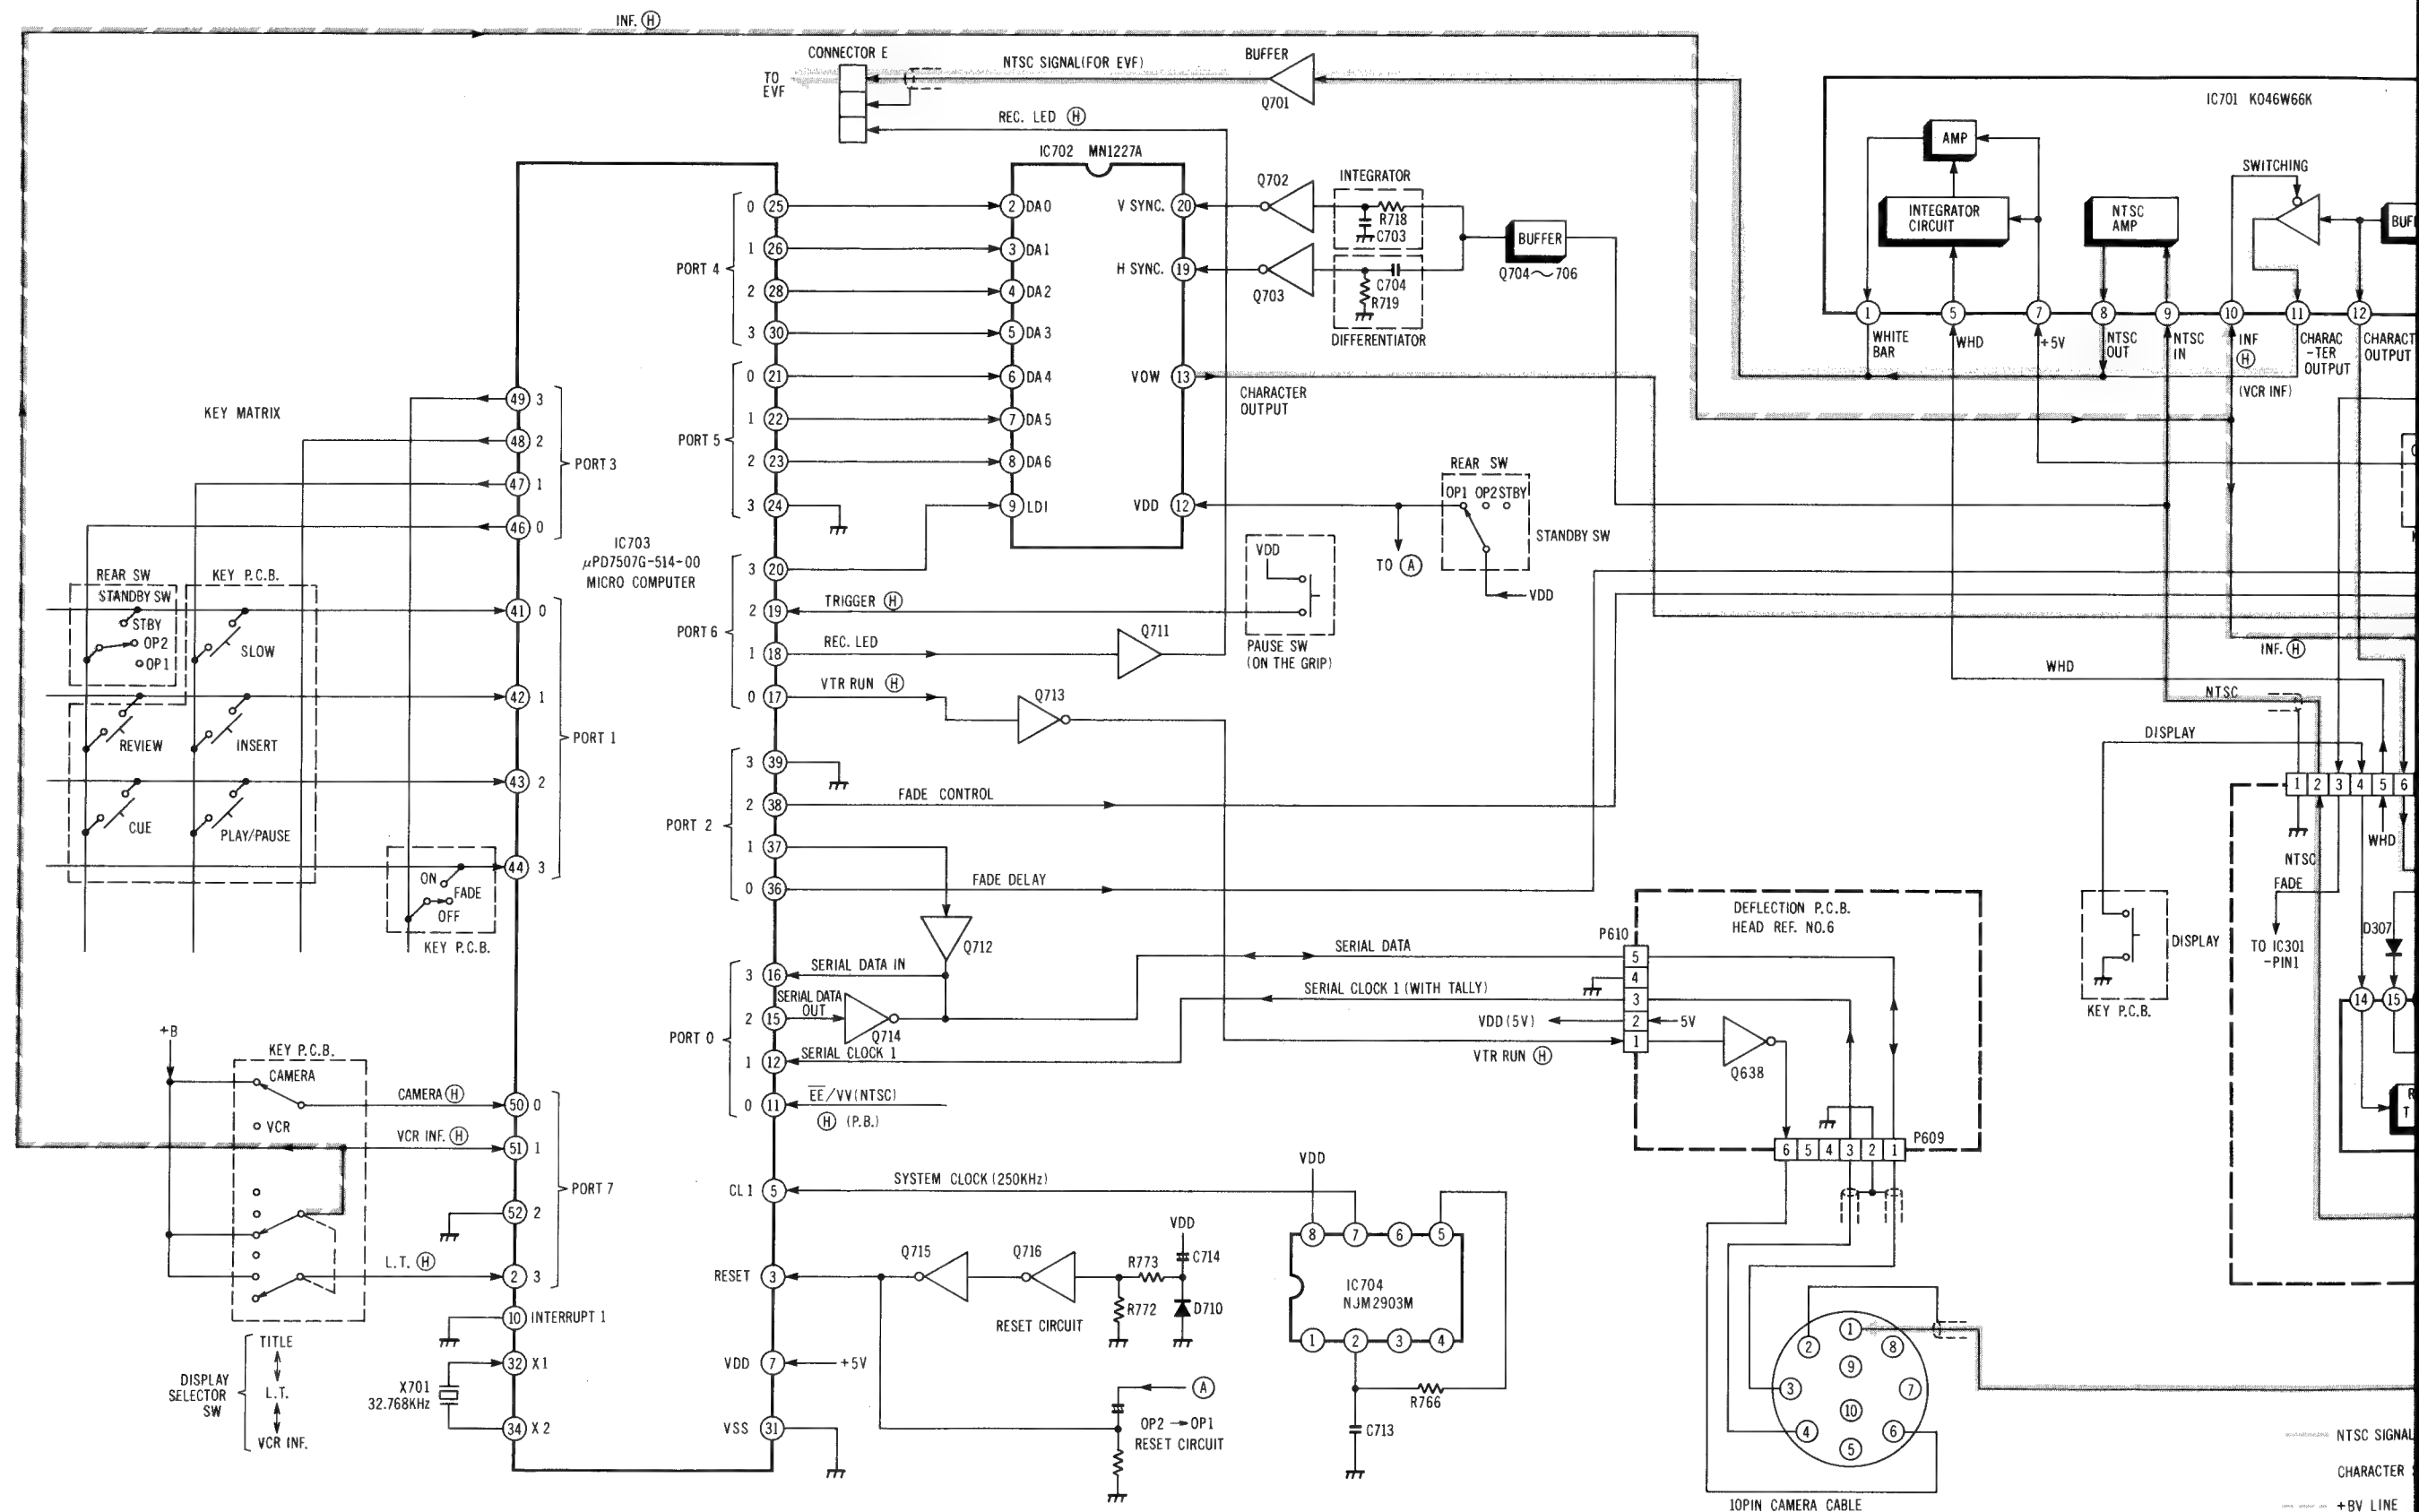 INF. Ⓗ
CONNECTOR E
TO
EVF
NTSC SIGNAL(FOR EVF)
BUFFER
Q701
REC. LED Ⓗ
IC701 KO46W66K
AMP
INTEGRATOR
CIRCUIT
NTSC
AMP
SWITCHING
1
5
7
8
9
10
11
12
WHITE
BAR
WHD
+5V
NTSC
OUT
NTSC
IN
INF
Ⓗ
(VCR INF)
CHARAC
-TER
OUTPUT
OUTPUT
IC702 MN1227A
2 DA0
3 DA1
4 DA2
5 DA3
6 DA4
7 DA5
8 DA6
9 LDI
V SYNC. 20
H SYNC. 19
VOW 13
VDD 12
Q702
Q703
INTEGRATOR
R718
C703
C704
R719
DIFFERENTIATOR
BUFFER
Q704～706
CHARACTER
OUTPUT
REAR SW
OP1 OP2 STBY
STANDBY SW
VDD
TO Ⓐ
VDD
PAUSE SW
(ON THE GRIP)
KEY MATRIX
IC703
μPD7507G-514-00
MICRO COMPUTER
PORT 4
0 25
1 26
2 28
3 30
PORT 5
0 21
1 22
2 23
3 24
PORT 6
3 20
2 19
1 18
0 17
TRIGGER Ⓗ
REC. LED
Q711
VTR RUN Ⓗ
Q713
PORT 2
3 39
2 38
1 37
0 36
FADE CONTROL
FADE DELAY
Q712
PORT 0
3 16
2 15
1 12
0 11
SERIAL DATA IN
SERIAL DATA
OUT
Q714
SERIAL CLOCK 1
EE/VV(NTSC)
Ⓗ (P.B.)
49 3
48 2
47 1
46 0
PORT 3
41 0
42 1
43 2
44 3
PORT 1
REAR SW
STANDBY SW
STBY
OP2
OP1
KEY P.C.B.
SLOW
REVIEW
INSERT
CUE
PLAY/PAUSE
ON
FADE
OFF
KEY P.C.B.
+B
KEY P.C.B.
CAMERA
VCR
CAMERA Ⓗ
VCR INF. Ⓗ
L.T. Ⓗ
50 0
51 1
52 2
2 3
PORT 7
10 INTERRUPT 1
32 X1
34 X2
X701
32.768KHz
DISPLAY
SELECTOR
SW
TITLE
L.T.
VCR INF.
CL1 5
SYSTEM CLOCK (250KHz)
RESET 3
Q715
Q716
R773
R772
VDD
C714
D710
RESET CIRCUIT
VDD 7
+5V
VSS 31
Ⓐ
OP2 → OP1
RESET CIRCUIT
VDD
8
7
6
5
IC704
NJM2903M
1
2
3
4
R766
C713
SERIAL DATA
SERIAL CLOCK 1 (WITH TALLY)
VDD (5V)
5V
VTR RUN Ⓗ
P610
5
4
3
2
1
DEFLECTION P.C.B.
HEAD REF. NO.6
Q638
P609
6 5 4 3 2 1
1
2
3
4
5
6
7
8
9
10
10PIN CAMERA CABLE
WHD
INF. Ⓗ
NTSC
DISPLAY
1 2 3 4 5 6
NTSC
FADE
WHD
TO IC301
-PIN1
D307
14
15
DISPLAY
KEY P.C.B.
NTSC SIGNAL
CHARACTER
+BV LINE